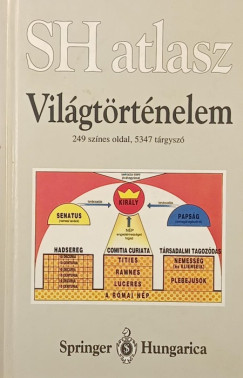 SH atlasz
Világtörténelem
249 színes oldal, 5347 tárgyszó
KIRÁLY
SENATUS
PAPSÁG
NÉP
HADSEREG
COMITIA CURIATA
TÁRSADALMI TAGOZÓDÁS
TITIES
RAMNES
LUCERES
A RÓMAI NÉP
NEMESSÉG
PLEBEJUSOK
Springer Hungarica